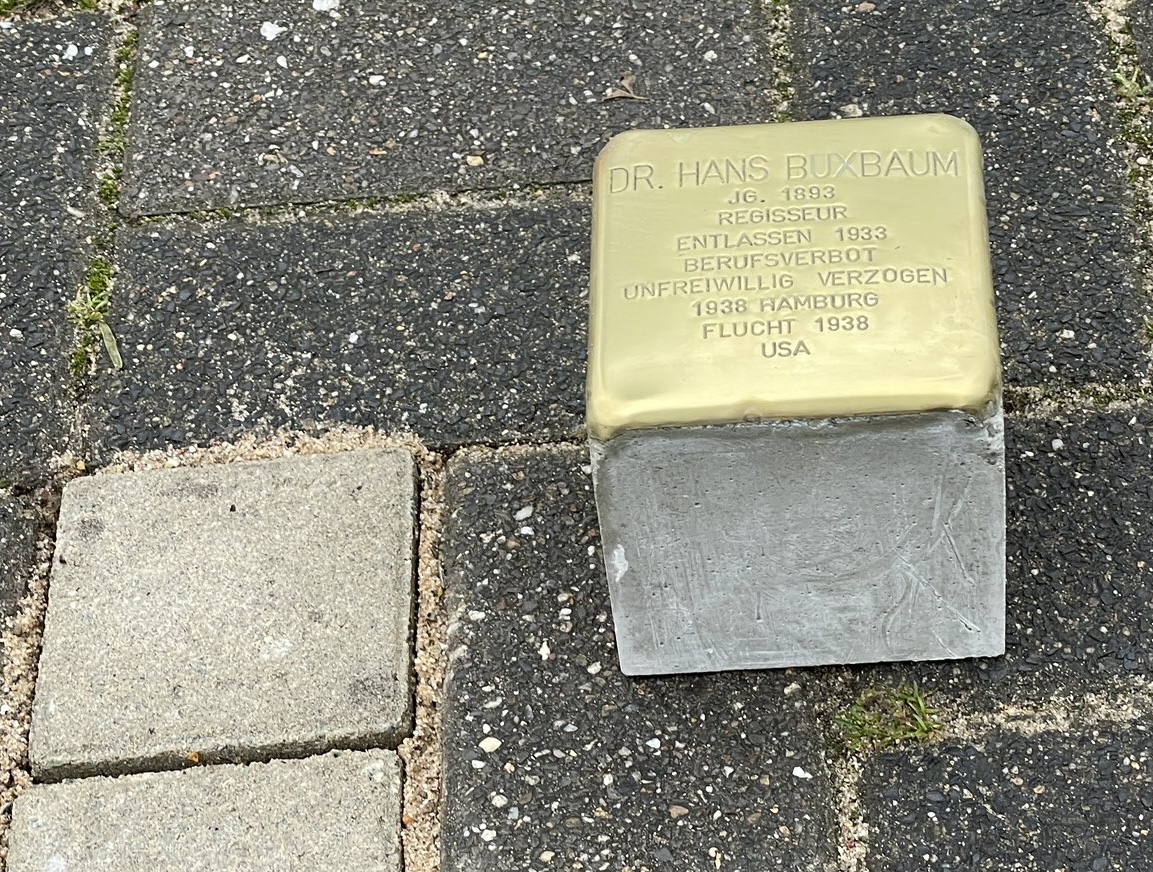 DR. HANS BUXBAUM
JG. 1893
REGISSEUR
ENTLASSEN 1933
BERUFSVERBOT
UNFREIWILLIG VERZOGEN
1938 HAMBURG
FLUCHT 1938
USA